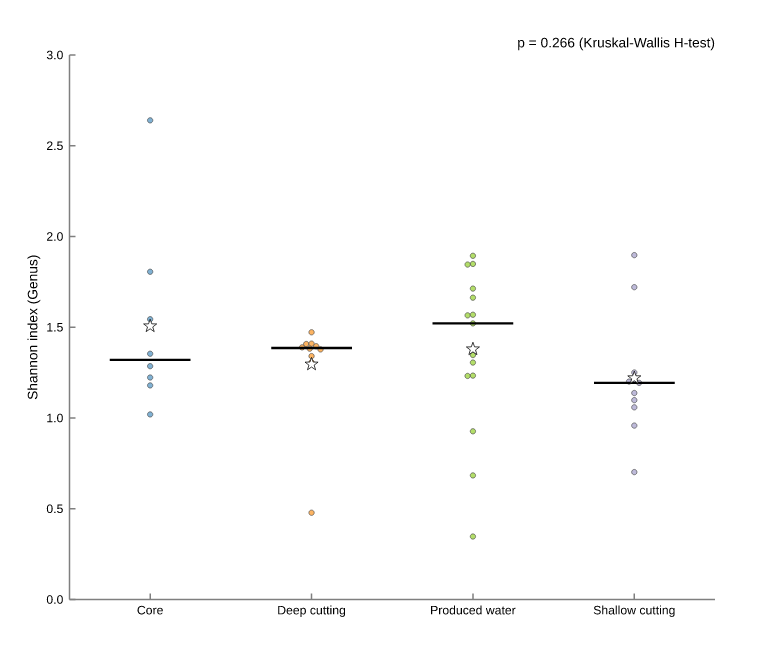 p = 0.266 (Kruskal-Wallis H-test)
3.0
2.5
2.0
1.5
1.0
0.5
0.0
Shannon index (Genus)
Core Deep cutting Produced water Shallow cutting